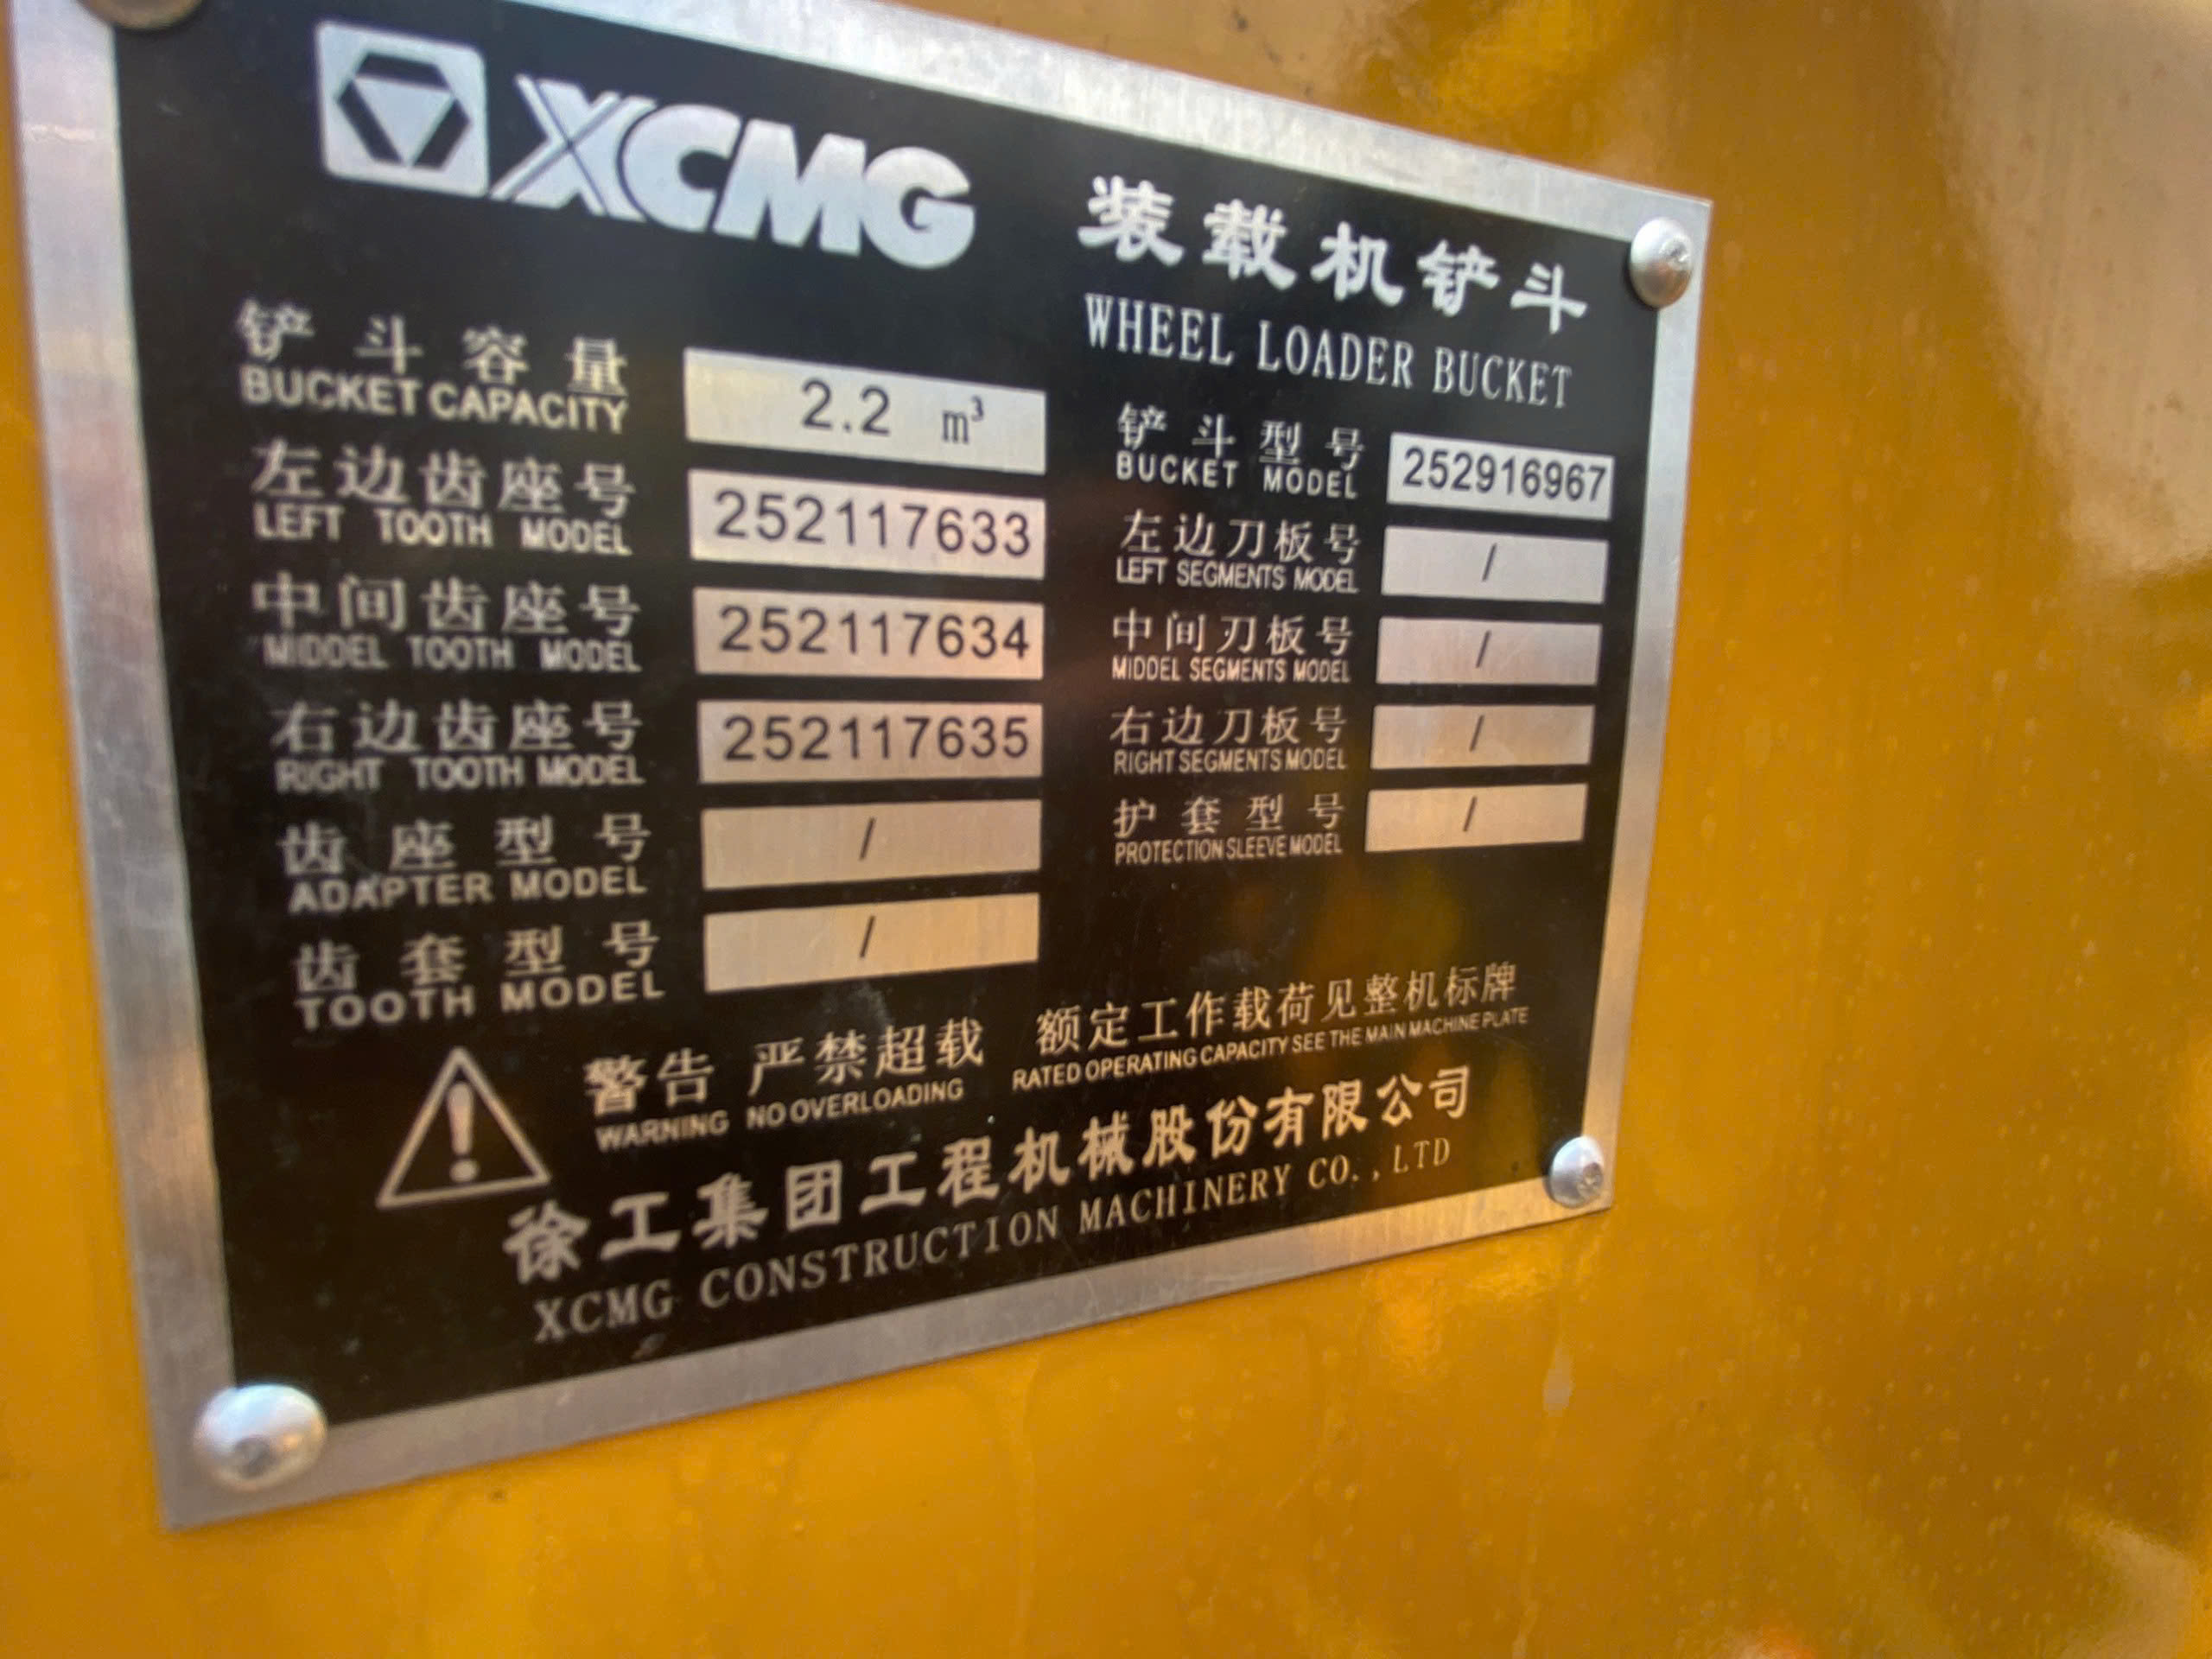 XCMG
装载机铲斗
WHEEL LOADER BUCKET
铲斗容量 2.2 m³
BUCKET CAPACITY
左边齿座号 252117633
LEFT TOOTH MODEL
中间齿座号 252117634
MIDDEL TOOTH MODEL
右边齿座号 252117635
RIGHT TOOTH MODEL
齿座型号 /
ADAPTER MODEL
齿套型号 /
TOOTH MODEL
铲斗型号 252916967
BUCKET MODEL
左边刀板号 /
LEFT SEGMENTS MODEL
中间刃板号 /
MIDDEL SEGMENTS MODEL
右边刀板号 /
RIGHT SEGMENTS MODEL
护套型号 /
PROTECTION SLEEVE MODEL
警告 严禁超载 额定工作载荷见整机标牌
WARNING NO OVERLOADING RATED OPERATING CAPACITY SEE THE MAIN MACHINE PLATE
徐工集团工程机械股份有限公司
XCMG CONSTRUCTION MACHINERY CO.,LTD